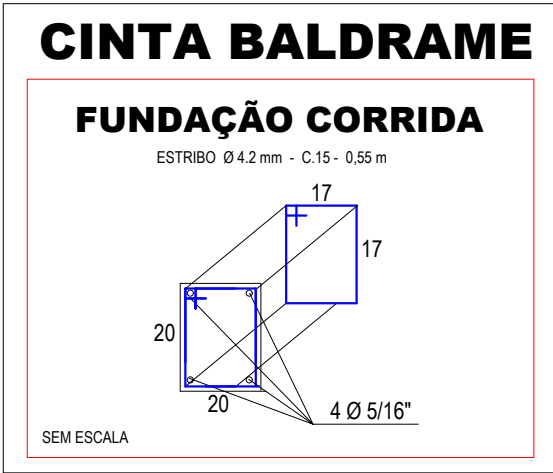 CINTA BALDRAME
FUNDAÇÃO CORRIDA
ESTRIBO Ø 4.2 mm - C.15 - 0,55 m
17
17
20
20
4 Ø 5/16"
SEM ESCALA